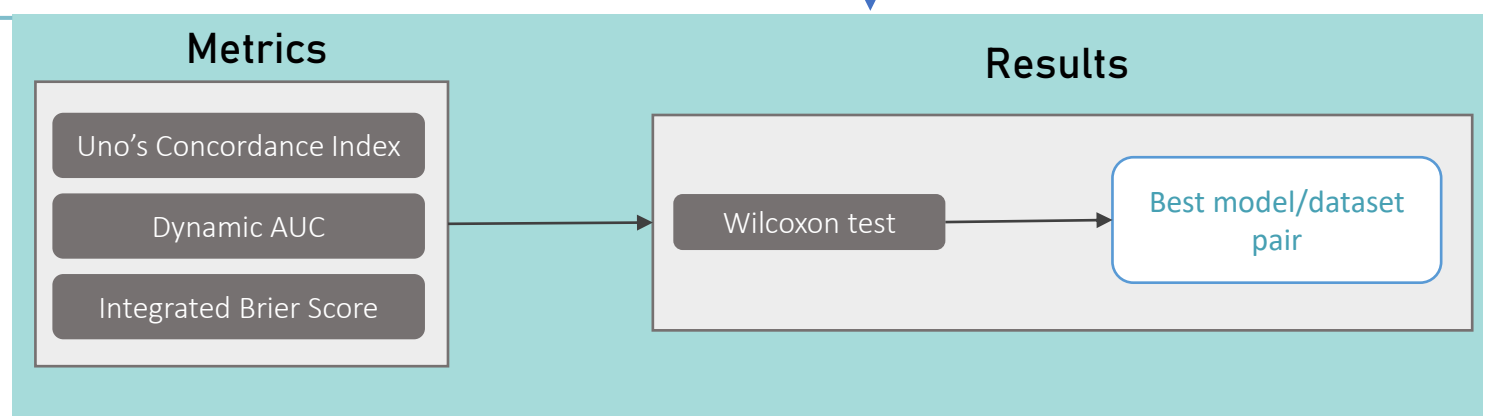 Metrics
Uno’s Concordance Index
Dynamic AUC
Integrated Brier Score
Results
Wilcoxon test
Best model/dataset
pair